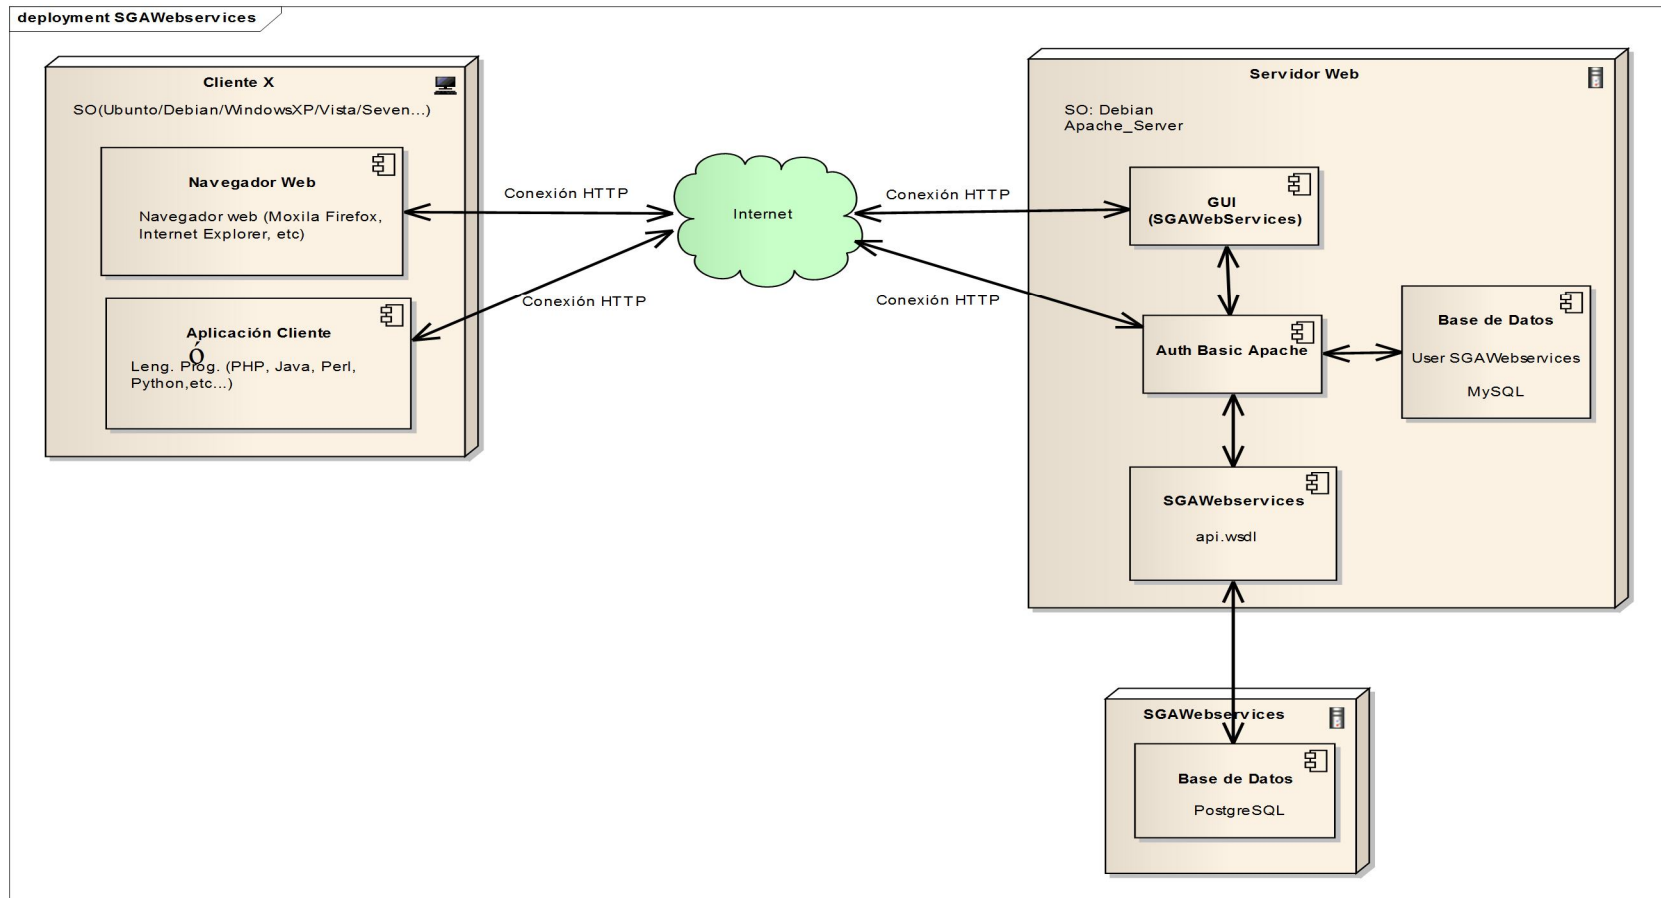 deployment SGAWebservices
Cliente X
SO(Ubunto/Debian/WindowsXP/Vista/Seven...)
Navegador Web
Navegador web (Moxila Firefox,
Internet Explorer, etc)
Aplicación Cliente
ó
Leng. Prog. (PHP, Java, Perl,
Python,etc...)
Conexión HTTP
Conexión HTTP
Internet
Conexión HTTP
Conexión HTTP
Servidor Web
SO: Debian
Apache_Server
GUI
(SGAWebServices)
Auth Basic Apache
Base de Datos
User SGAWebservices
MySQL
SGAWebservices
api.wsdl
SGAWebservices
Base de Datos
PostgreSQL